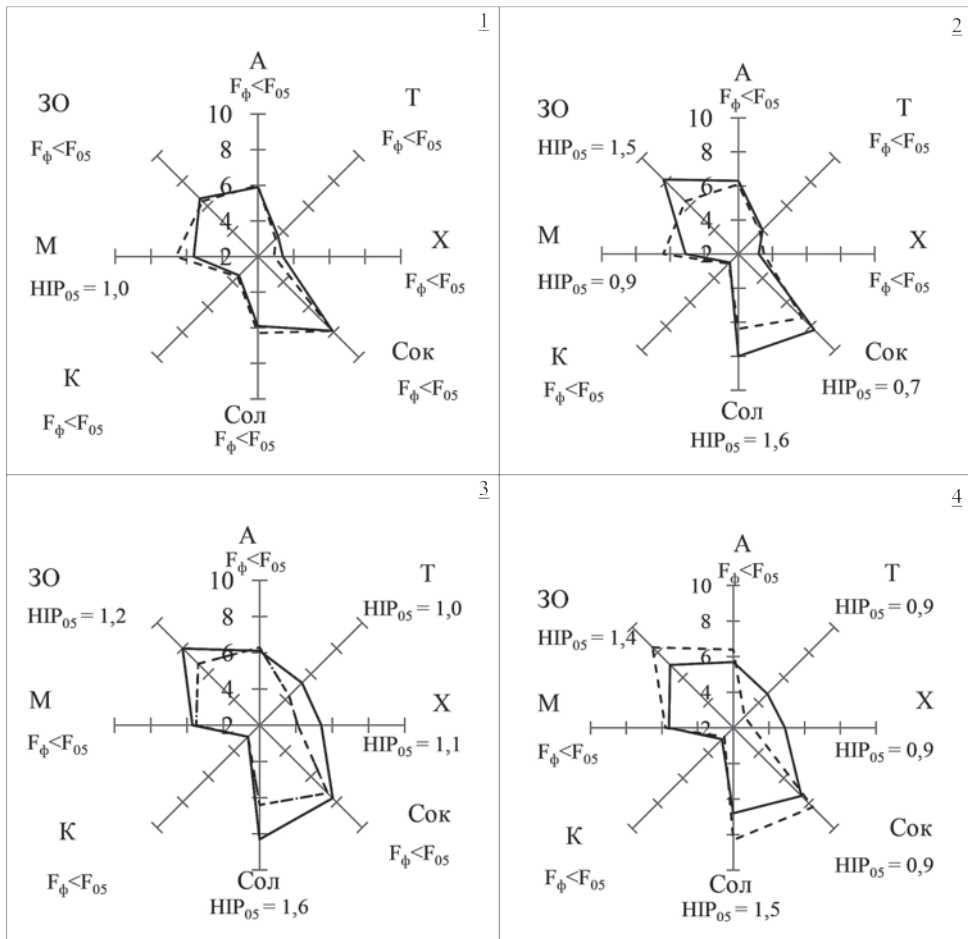 1
А
Fф<F05
ЗО
Fф<F05
Т
Fф<F05
10
8
6
4
2
М
НІР05 = 1,0
Х
Fф<F05
К
Fф<F05
Сок
Fф<F05
Сол
Fф<F05
2
А
Fф<F05
ЗО
НІР05 = 1,5
Т
Fф<F05
10
8
6
4
2
М
НІР05 = 0,9
Х
Fф<F05
К
Fф<F05
Сок
НІР05 = 0,7
Сол
НІР05 = 1,6
3
А
Fф<F05
ЗО
НІР05 = 1,2
Т
НІР05 = 1,0
10
8
6
4
2
М
Fф<F05
Х
НІР05 = 1,1
К
Fф<F05
Сок
Fф<F05
Сол
НІР05 = 1,6
4
А
Fф<F05
ЗО
НІР05 = 1,4
Т
НІР05 = 0,9
10
8
6
4
2
М
Fф<F05
Х
НІР05 = 0,9
К
Fф<F05
Сок
НІР05 = 0,9
Сол
НІР05 = 1,5